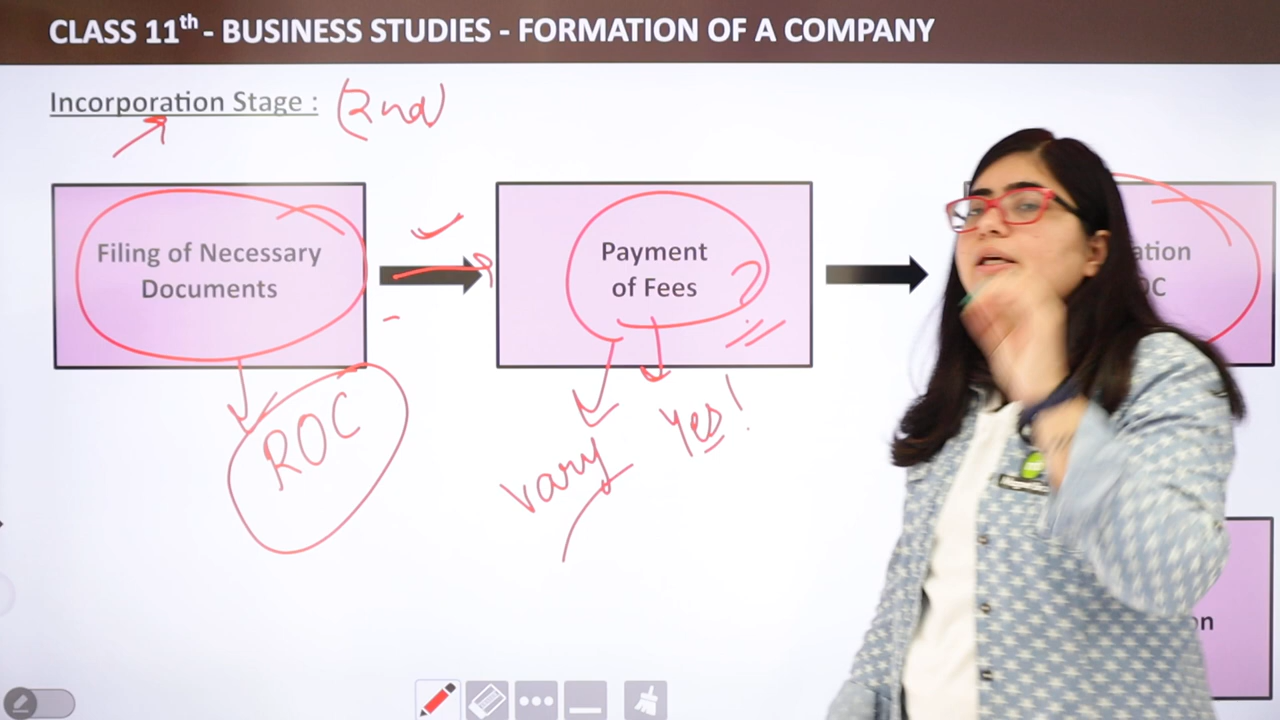 CLASS 11th - BUSINESS STUDIES - FORMATION OF A COMPANY
Incorporation Stage : (2nd)
Filing of Necessary
Documents
Payment
of Fees ?
ROC
vary
Yes!